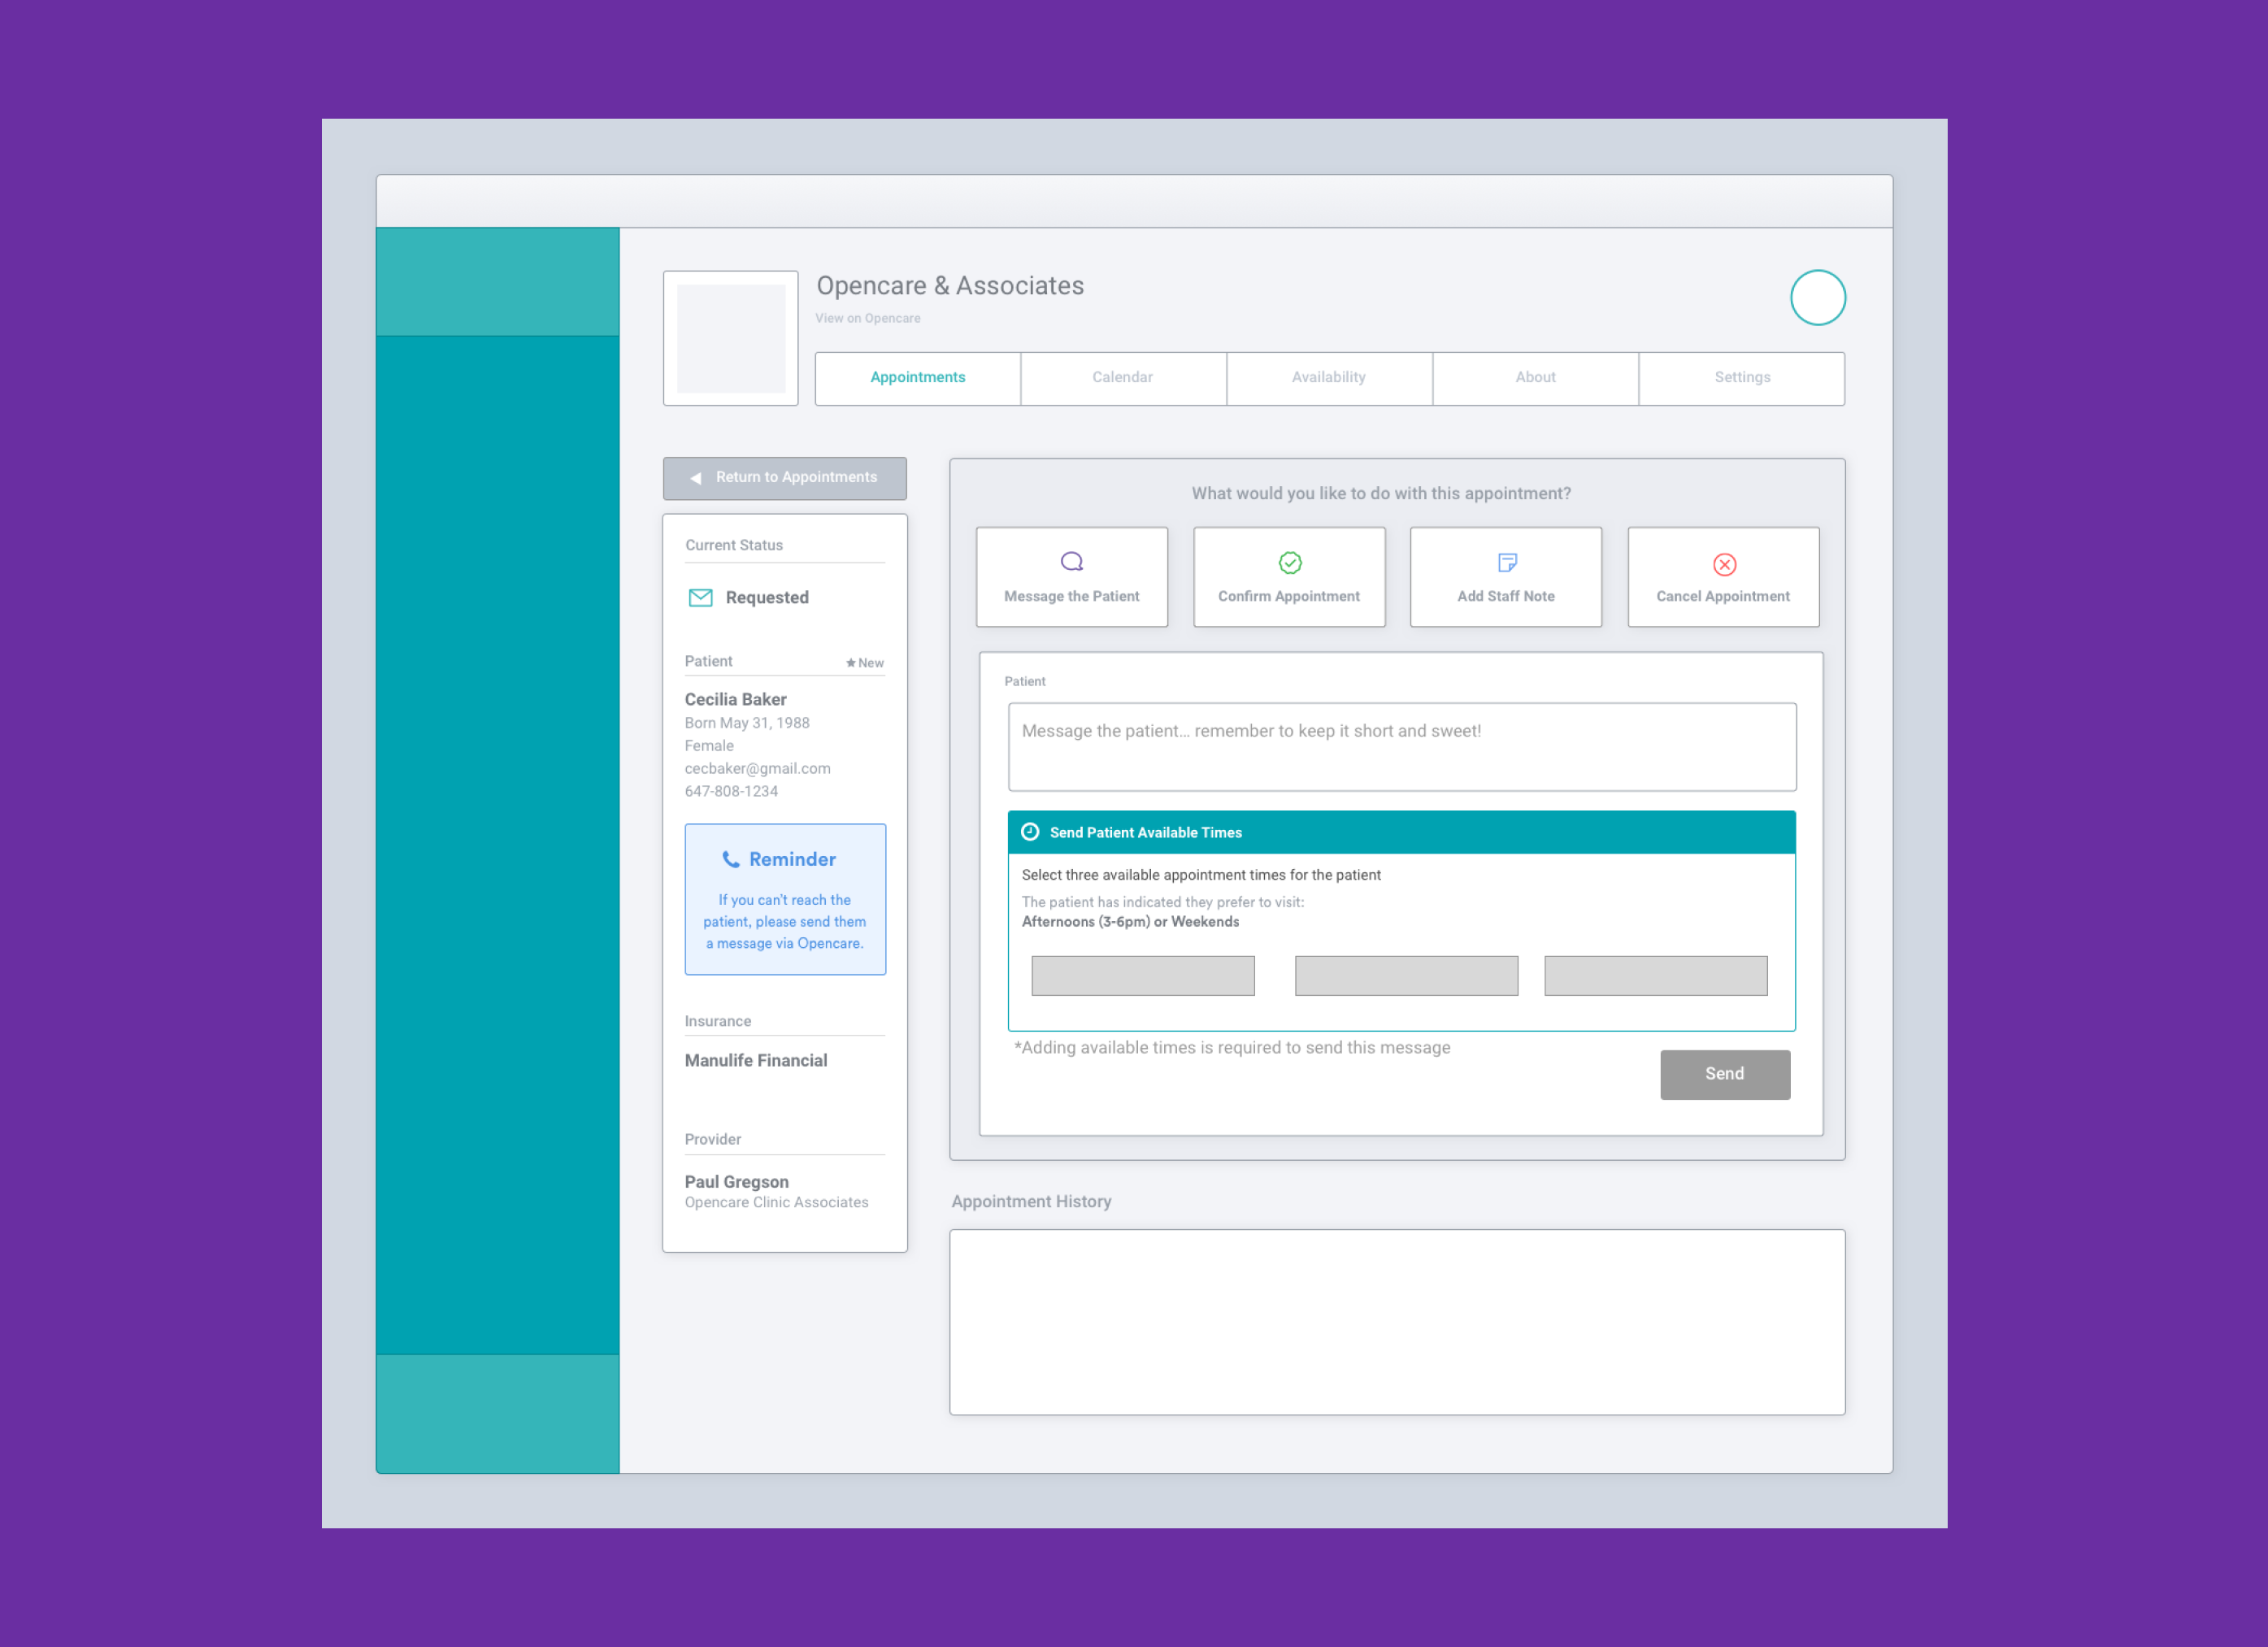 Opencare & Associates
View on Opencare
Appointments
Calendar
Availability
About
Settings
Return to Appointments
Current Status
Requested
Patient
New
Cecilia Baker
Born May 31, 1988
Female
cecbaker@gmail.com
647-808-1234
Reminder
If you can't reach the
patient, please send them
a message via Opencare.
Insurance
Manulife Financial
Provider
Paul Gregson
Opencare Clinic Associates
What would you like to do with this appointment?
Message the Patient
Confirm Appointment
Add Staff Note
Cancel Appointment
Patient
Message the patient... remember to keep it short and sweet!
Send Patient Available Times
Select three available appointment times for the patient
The patient has indicated they prefer to visit:
Afternoons (3-6pm) or Weekends
*Adding available times is required to send this message
Send
Appointment History